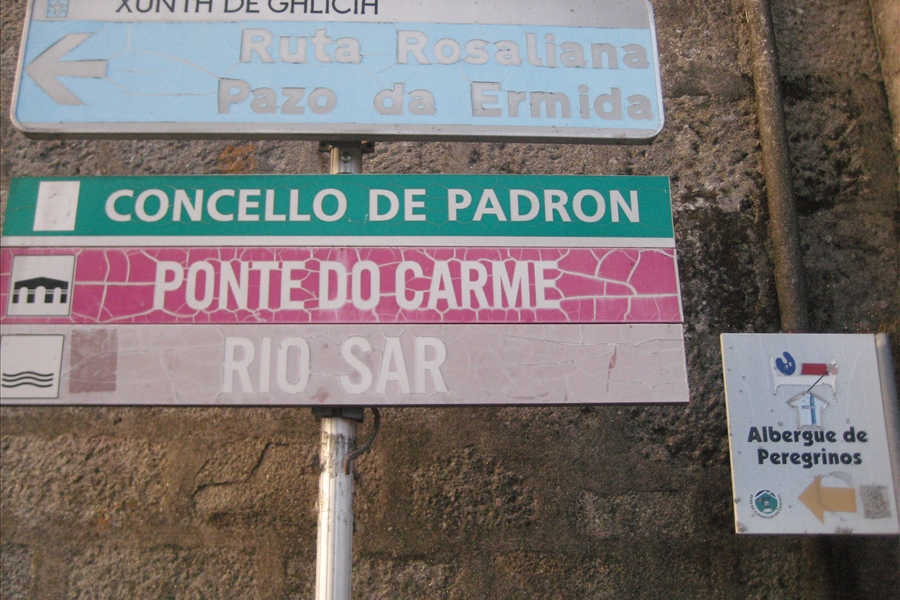 XUNTA DE GALICIA
Ruta Rosaliana
Pazo da Ermida
CONCELLO DE PADRON
PONTE DO CARME
RIO SAR
Albergue de
Peregrinos